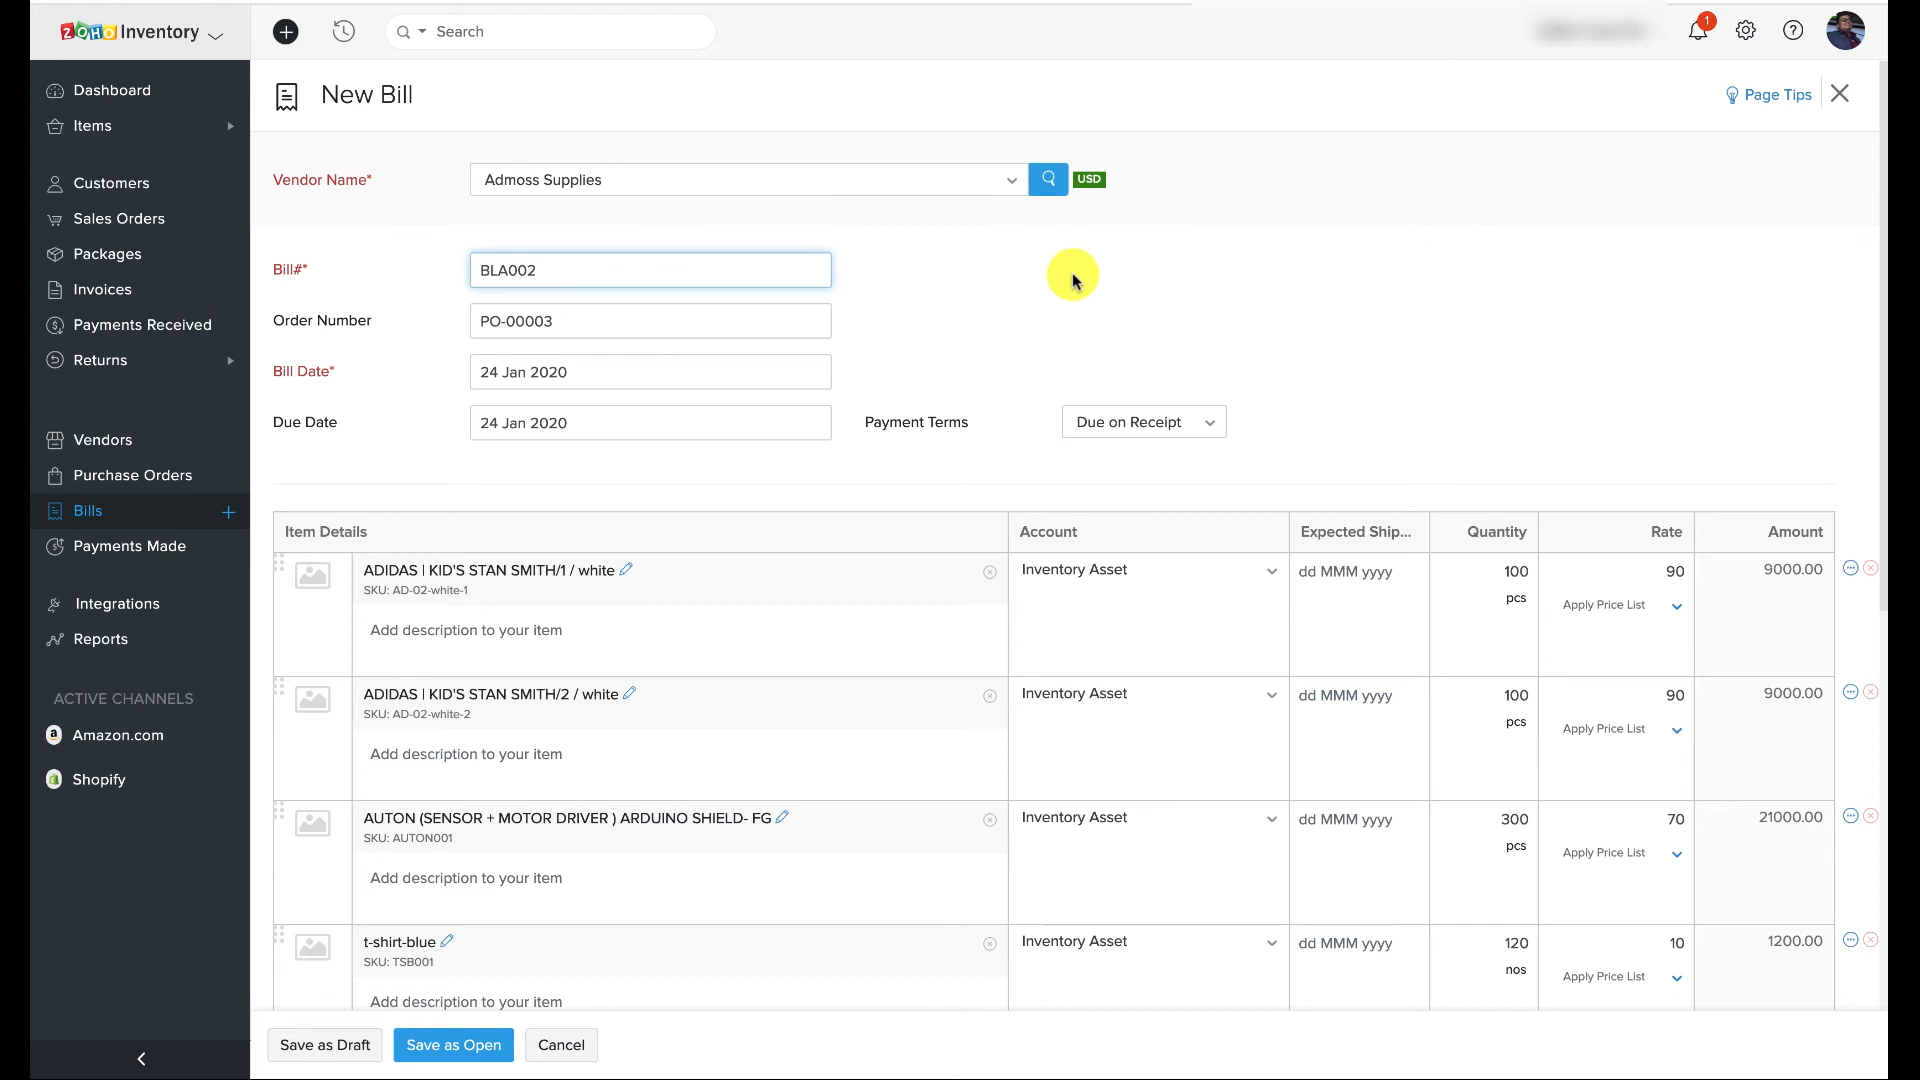 ZOHO Inventory
Search
1
Dashboard
Items
Customers
Sales Orders
Packages
Invoices
Payments Received
Returns
Vendors
Purchase Orders
Bills
Payments Made
Integrations
Reports
ACTIVE CHANNELS
Amazon.com
Shopify
New Bill
Page Tips
Vendor Name* Admoss Supplies USD
Bill#* BLA002
Order Number PO-00003
Bill Date* 24 Jan 2020
Due Date 24 Jan 2020 Payment Terms Due on Receipt
Item Details Account Expected Ship... Quantity Rate Amount
ADIDAS | KID'S STAN SMITH/1 / white Inventory Asset dd MMM yyyy 100 90 9000.00
SKU: AD-02-white-1 pcs Apply Price List
Add description to your item
ADIDAS | KID'S STAN SMITH/2 / white Inventory Asset dd MMM yyyy 100 90 9000.00
SKU: AD-02-white-2 pcs Apply Price List
Add description to your item
AUTON (SENSOR + MOTOR DRIVER ) ARDUINO SHIELD- FG Inventory Asset dd MMM yyyy 300 70 21000.00
SKU: AUTON001 pcs Apply Price List
Add description to your item
t-shirt-blue Inventory Asset dd MMM yyyy 120 10 1200.00
SKU: TSB001 nos Apply Price List
Add description to your item
Save as Draft Save as Open Cancel